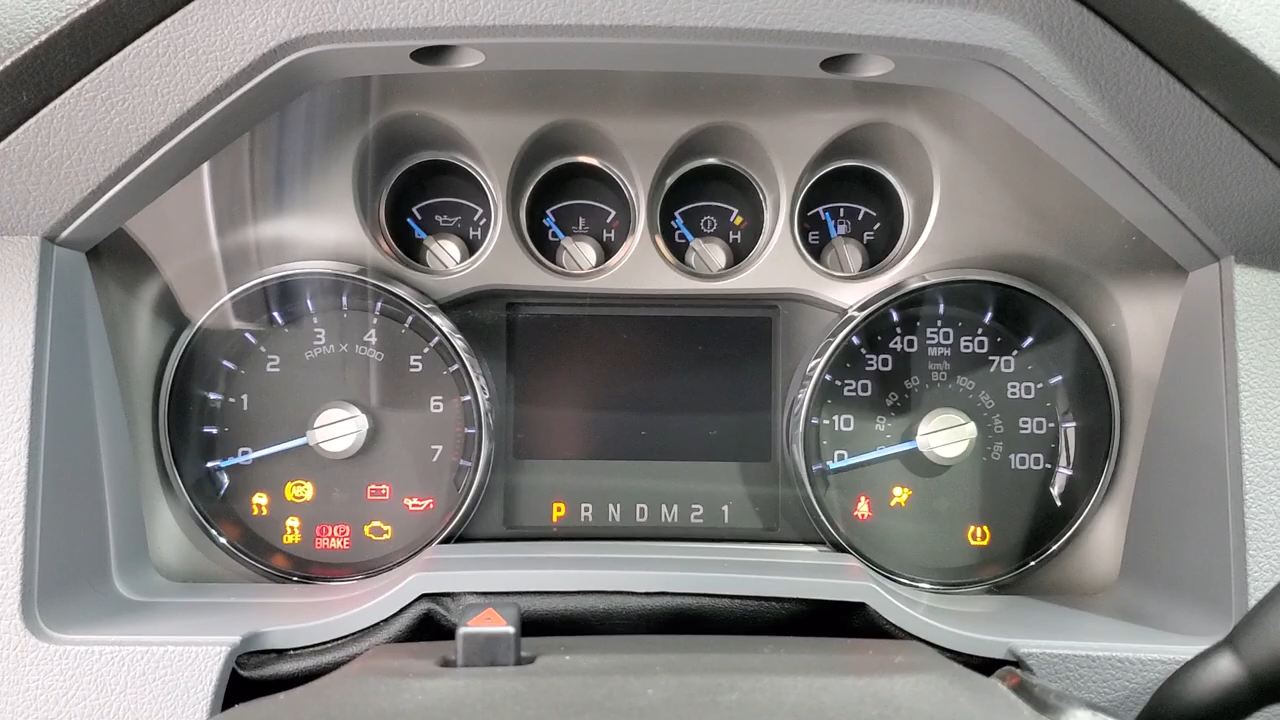 H
C H
C H
E F
1 2 3 4 5 6 7
RPM X 1000
0
ABS
OFF
BRAKE
P R N D M 2 1
0 10 20 30 40 50 60 70 80 90 100
MPH
km/h
20 40 60 80 100 120 140 160